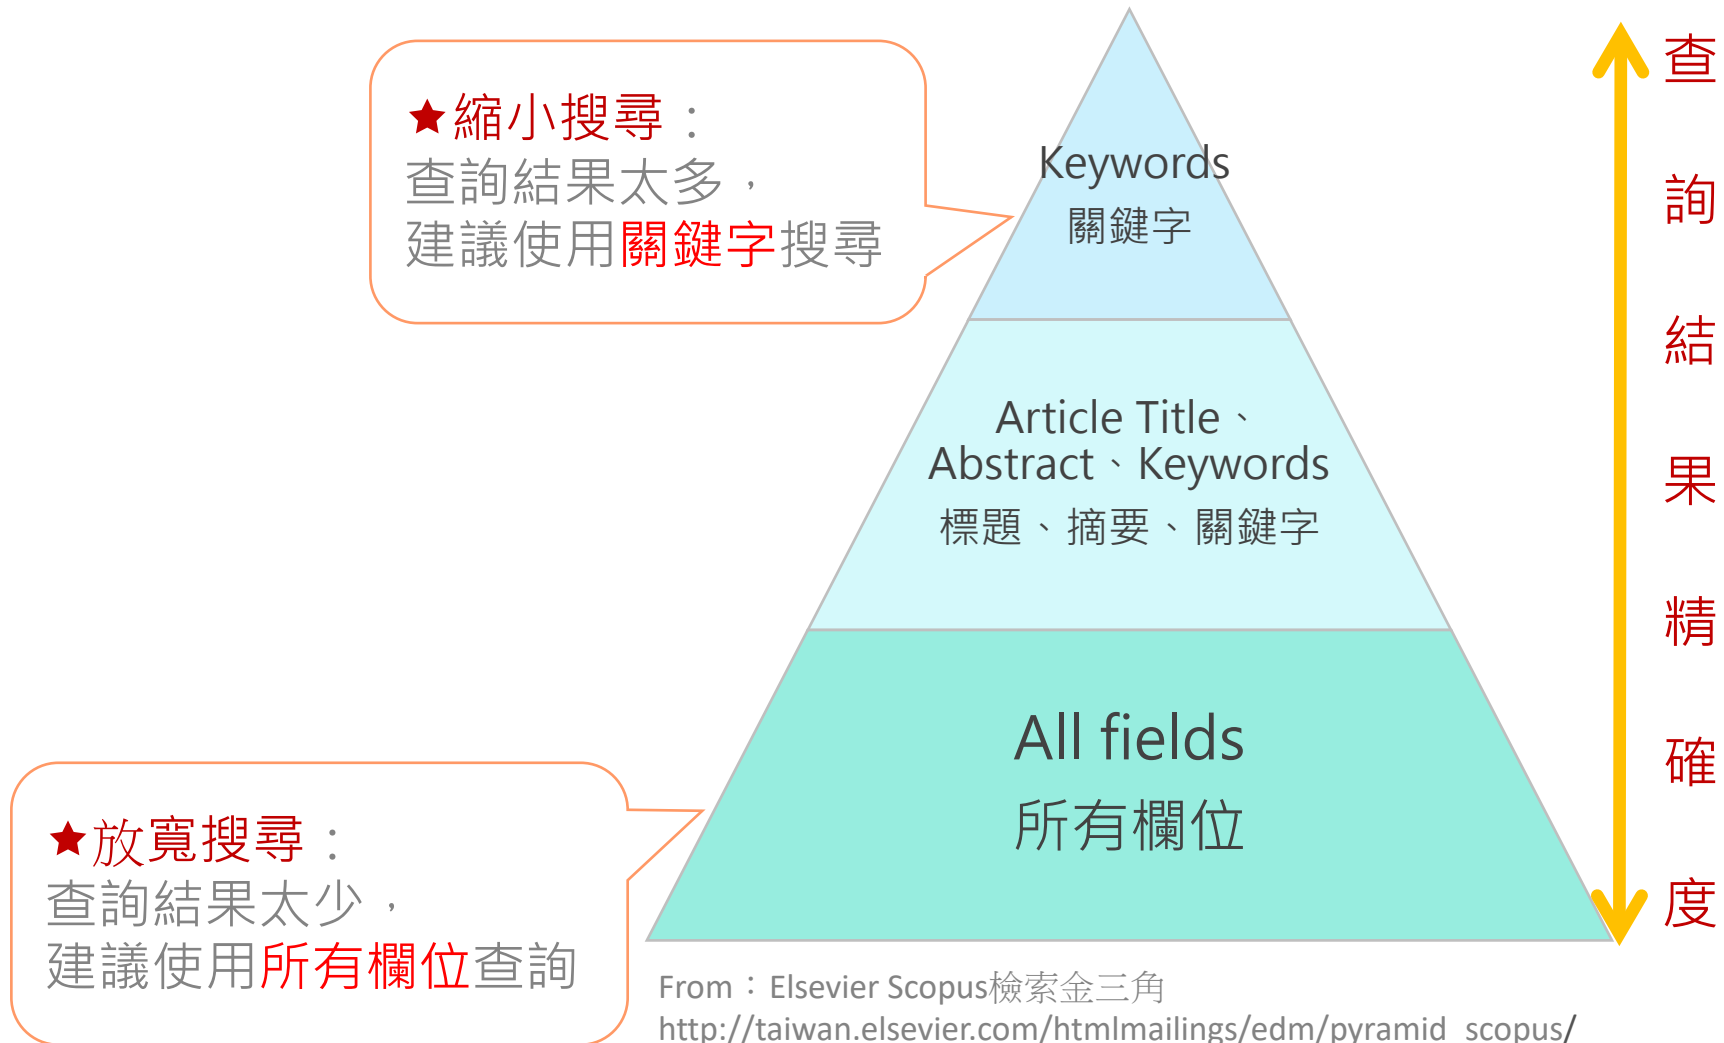 ★縮小搜尋：
查詢結果太多，
建議使用關鍵字搜尋
Keywords
關鍵字
Article Title、
Abstract、Keywords
標題、摘要、關鍵字
All fields
所有欄位
★放寬搜尋：
查詢結果太少，
建議使用所有欄位查詢
查詢結果精確度
From：Elsevier Scopus檢索金三角
http://taiwan.elsevier.com/htmlmailings/edm/pyramid_scopus/